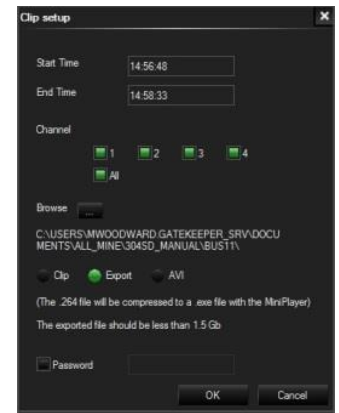 Clip setup
Start Time 14:56:48
End Time 14:58:33
Channel
1 2 3 4
All
Browse ...
C:\USERS\MWOODWARD.GATEKEEPER_SRV\DOCU
MENTS\ALL_MINE\304SD_MANUAL\BUS11\
Clip Export AVI
(The .264 file will be compressed to a .exe file with the MiniPlayer)
The exported file should be less than 1.5 Gb
Password
OK Cancel